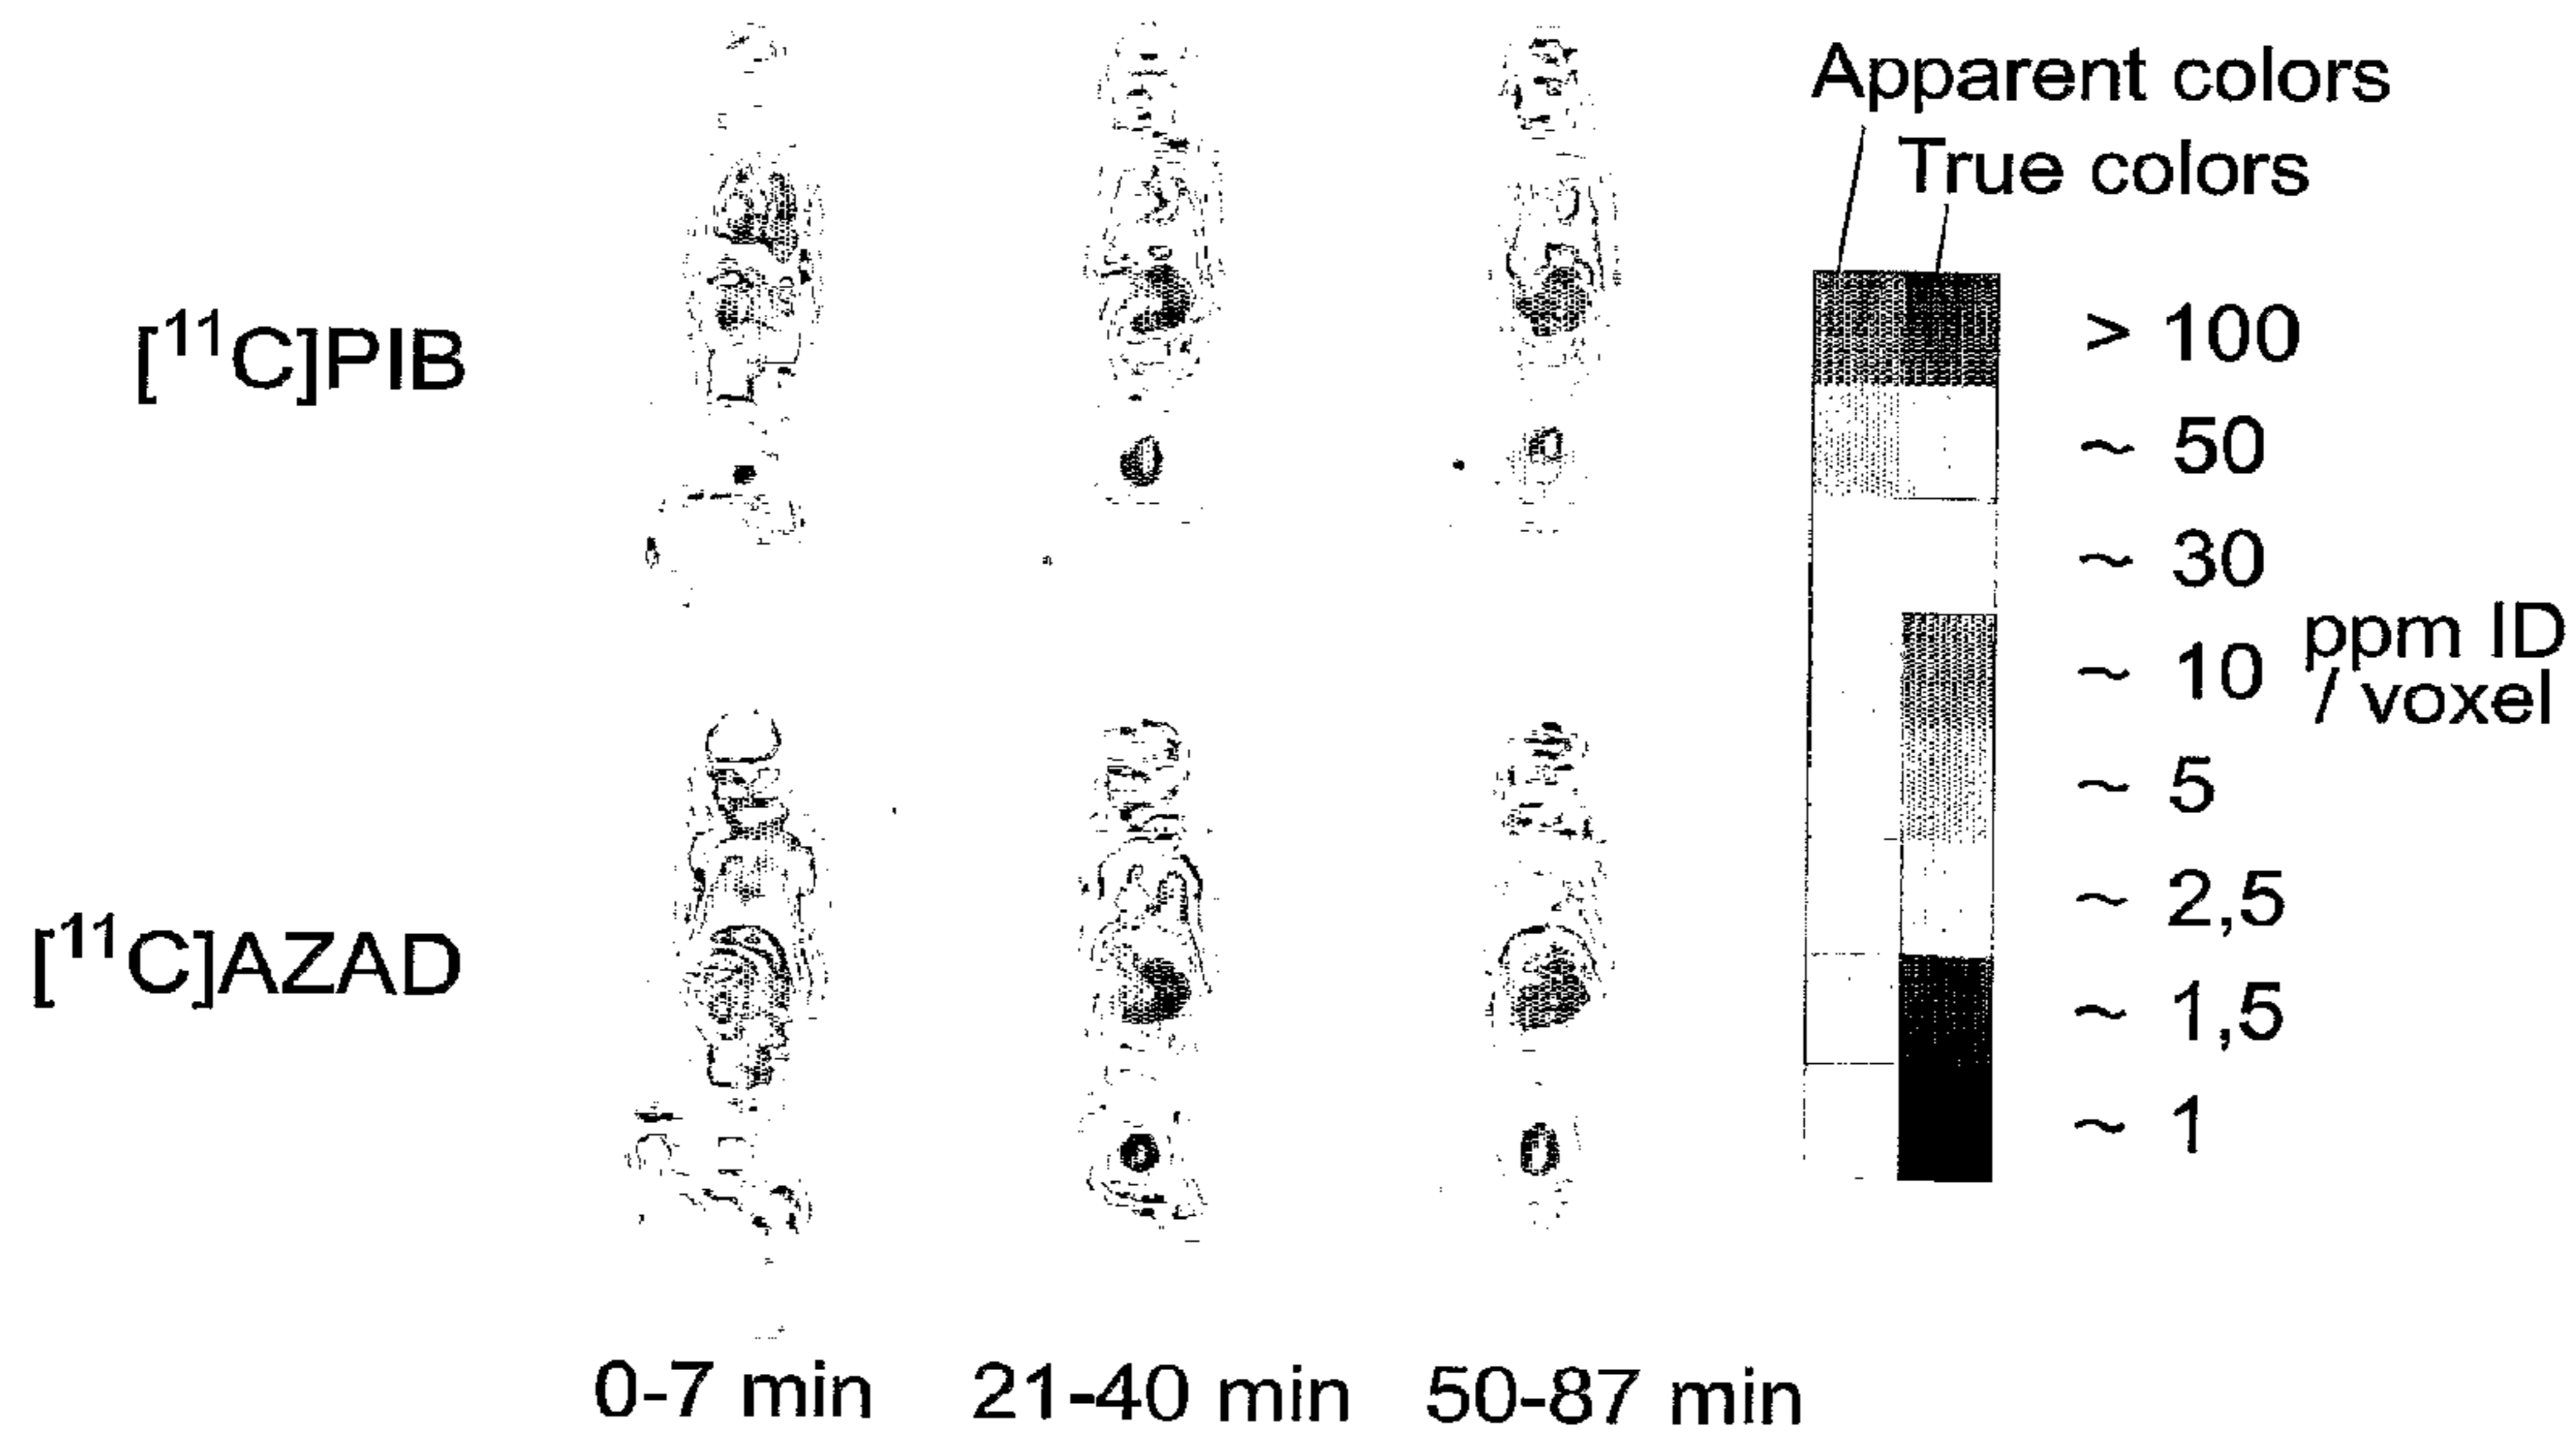 Apparent colors
True colors
[¹¹C]PIB
> 100
~ 50
~ 30
~ 10
ppm ID
/ voxel
~ 5
[¹¹C]AZAD
~ 2,5
~ 1,5
~ 1
0-7 min
21-40 min
50-87 min